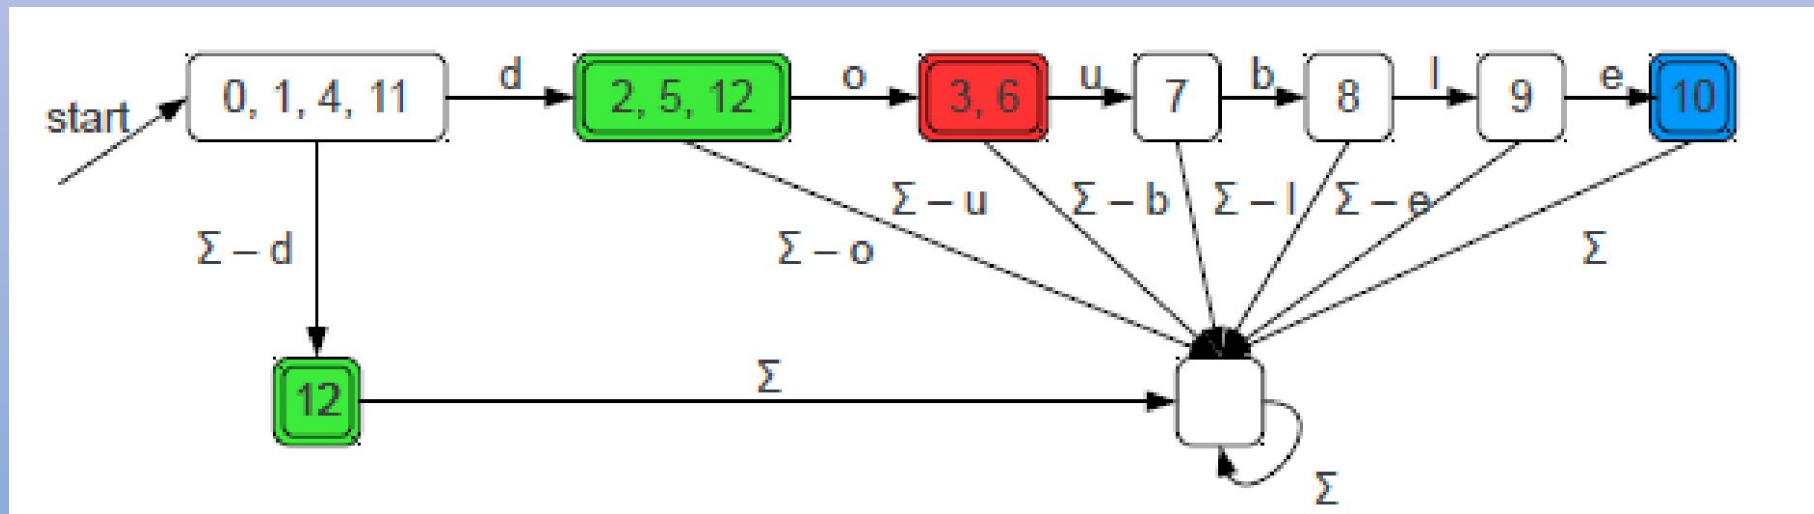 start
0, 1, 4, 11
d
2, 5, 12
o
3, 6
u
7
b
8
l
9
e
10
Σ – d
Σ – o
Σ – u
Σ – b
Σ – l
Σ – e
Σ
12
Σ
Σ